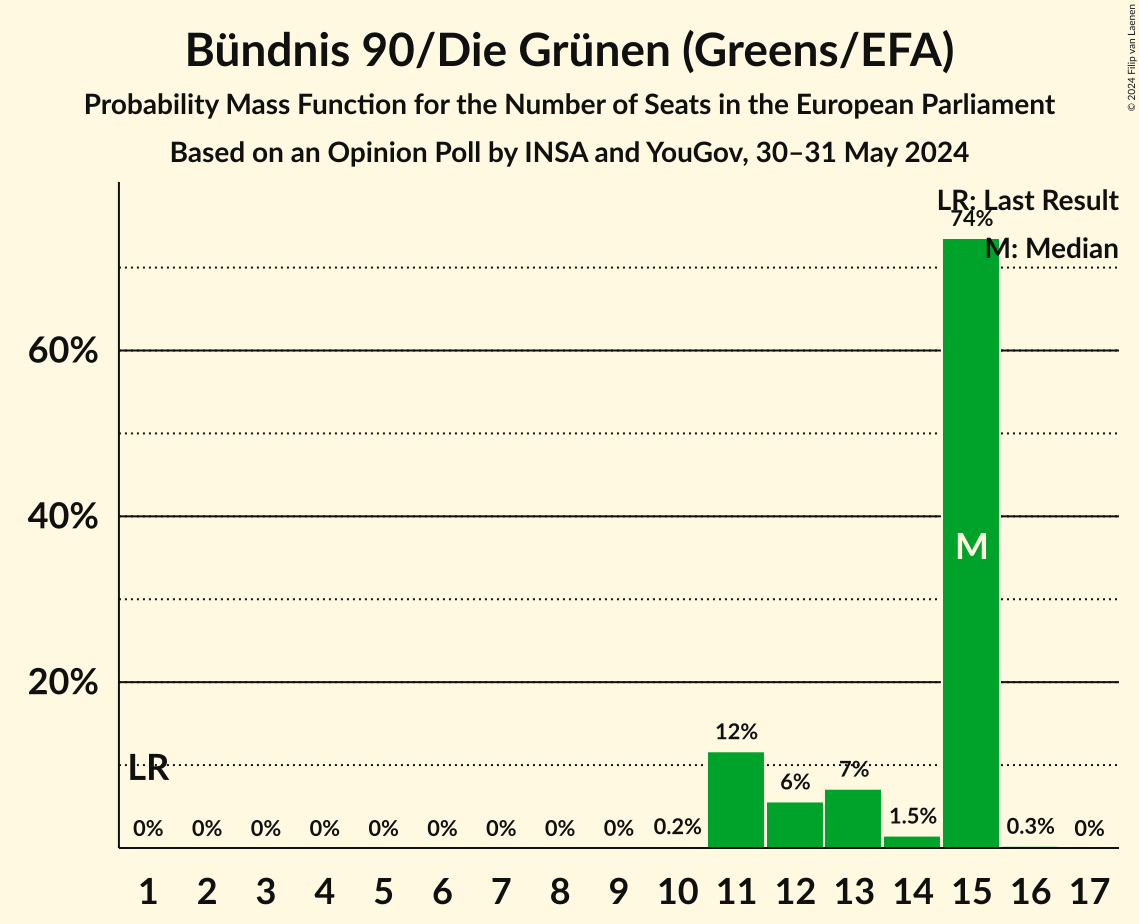 Bündnis 90/Die Grünen (Greens/EFA)
Probability Mass Function for the Number of Seats in the European Parliament
Based on an Opinion Poll by INSA and YouGov, 30–31 May 2024
© 2024 Filip van Laenen
LR: Last Result
M: Median
74%
60%
40%
M
20%
12%
LR
7%
6%
1.5%
0% 0% 0% 0% 0% 0% 0% 0% 0% 0.2% 0.3% 0%
1 2 3 4 5 6 7 8 9 10 11 12 13 14 15 16 17